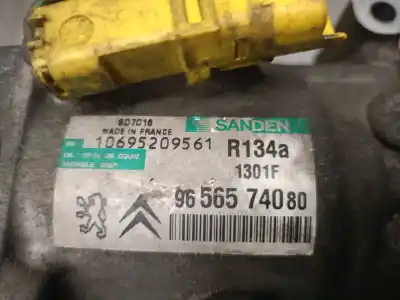 SD7C16
MADE IN FRANCE
SANDEN
10695209561
R134a
1301F
96 565 740 80